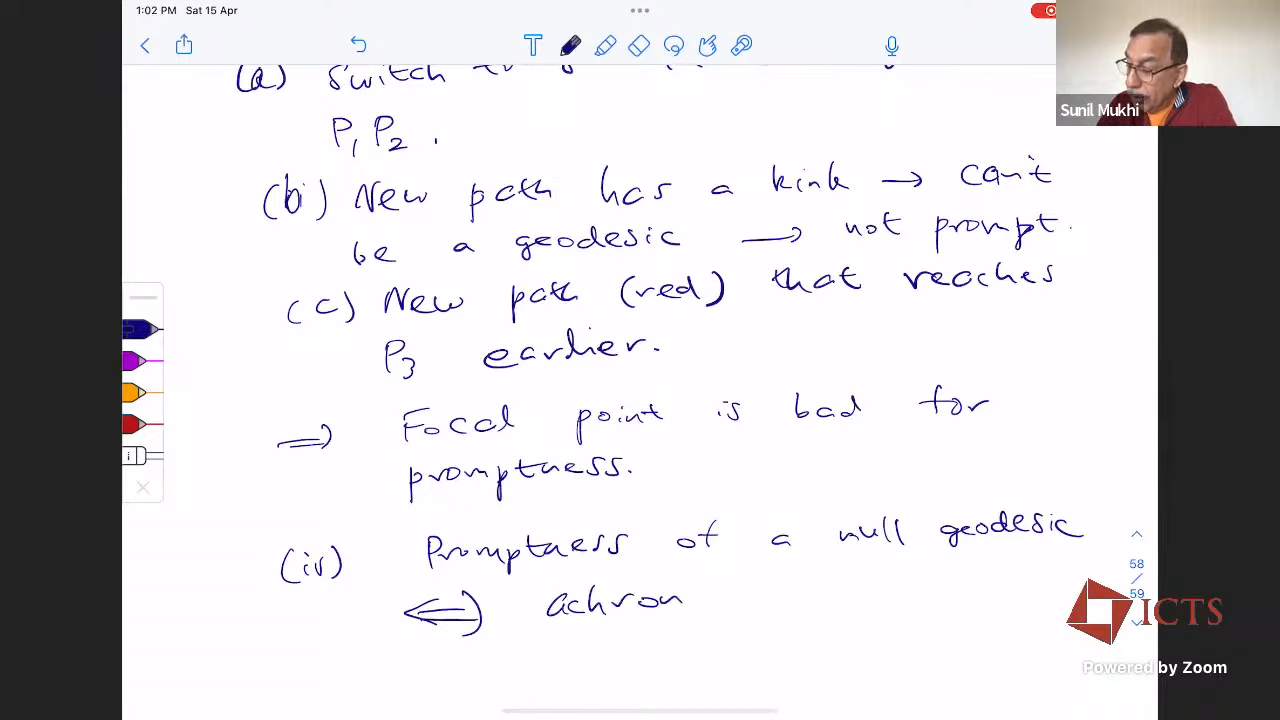 1:02 PM Sat 15 Apr
(a) Switch
P1 P2 .
(b) New path has a kink → can't
be a geodesic → not prompt.
(c) New path (red) that reaches
P3 earlier.
⇒ Focal point is bad for
promptness.
(iv) Promptness of a null geodesic
⇔ achron
T
i
58
/
59
Sunil Mukhi
ICTS
Powered by Zoom